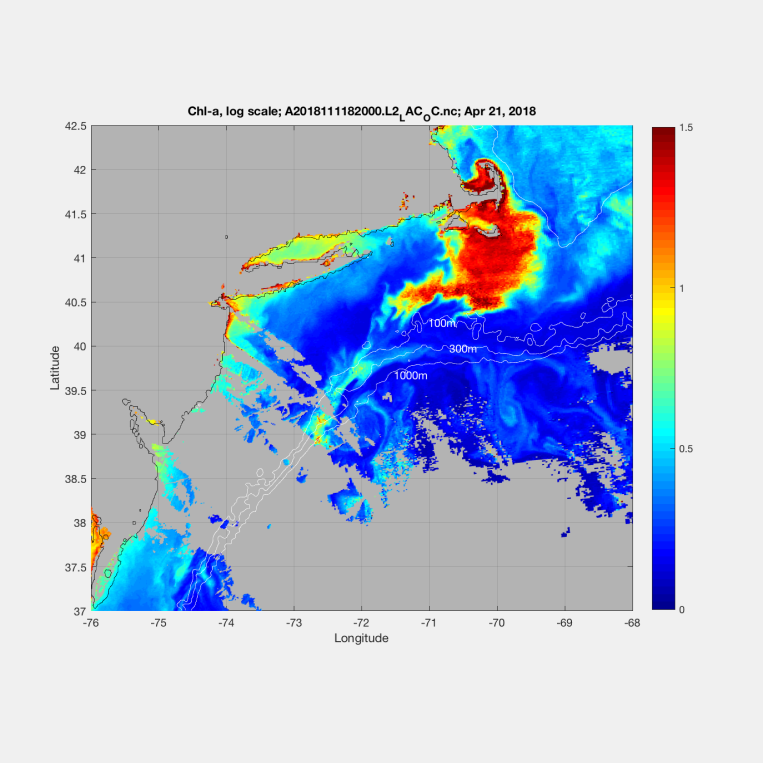 Chl-a, log scale; A2018111182000.L2_LAC_OC.nc; Apr 21, 2018
42.5
42
41.5
41
40.5
40
39.5
39
38.5
38
37.5
37
Latitude
100m
300m
1000m
-76 -75 -74 -73 -72 -71 -70 -69 -68
Longitude
1.5
1
0.5
0